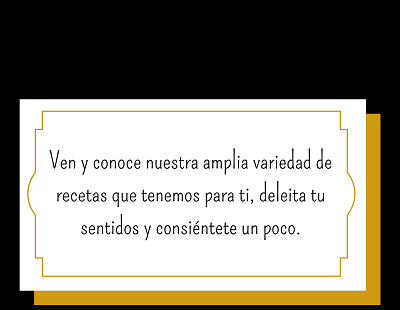 Ven y conoce nuestra amplia variedad de
recetas que tenemos para ti, deleita tu
sentidos y consiéntete un poco.